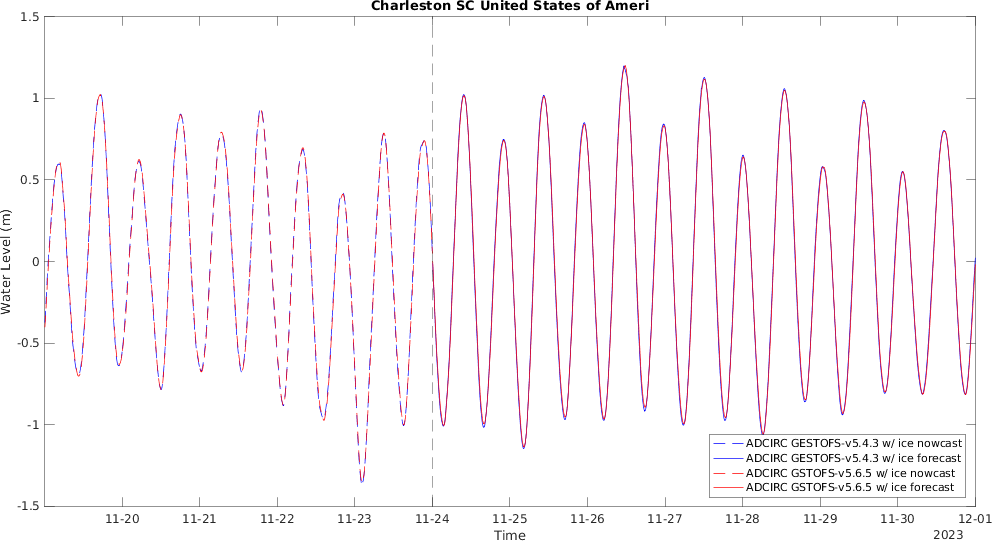 Charleston SC United States of Ameri
1.5
1
0.5
0
-0.5
-1
-1.5
Water Level (m)
ADCIRC GESTOFS-v5.4.3 w/ ice nowcast
ADCIRC GESTOFS-v5.4.3 w/ ice forecast
ADCIRC GSTOFS-v5.6.5 w/ ice nowcast
ADCIRC GSTOFS-v5.6.5 w/ ice forecast
11-20 11-21 11-22 11-23 11-24 11-25 11-26 11-27 11-28 11-29 11-30 12-01
Time
2023